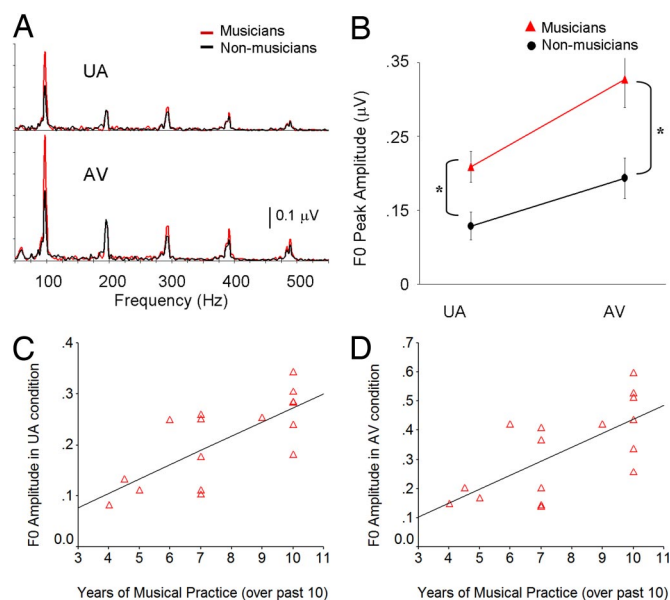 A
Musicians
Non-musicians
UA
AV
0.1 µV
100 200 300 400 500
Frequency (Hz)
B
Musicians
Non-musicians
F0 Peak Amplitude (µV)
.35
.15
0
*
*
UA AV
C
F0 Amplitude in UA condition
.4
.3
.2
.1
0.0
3 4 5 6 7 8 9 10 11
Years of Musical Practice (over past 10)
D
F0 Amplitude in AV condition
.7
.6
.5
.4
.3
.2
.1
0.0
3 4 5 6 7 8 9 10 11
Years of Musical Practice (over past 10)